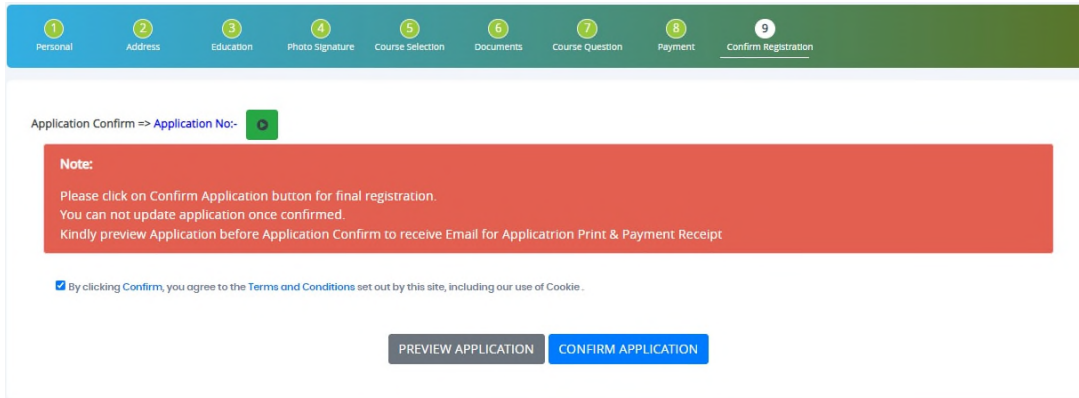 1 2 3 4 5 6 7 8 9
Personal Address Education Photo Signature Course Selection Documents Course Question Payment Confirm Registration
Application Confirm => Application No:-
Note:
Please click on Confirm Application button for final registration.
You can not update application once confirmed.
Kindly preview Application before Application Confirm to receive Email for Applicatrion Print & Payment Receipt
By clicking Confirm, you agree to the Terms and Conditions set out by this site, including our use of Cookie .
PREVIEW APPLICATION CONFIRM APPLICATION